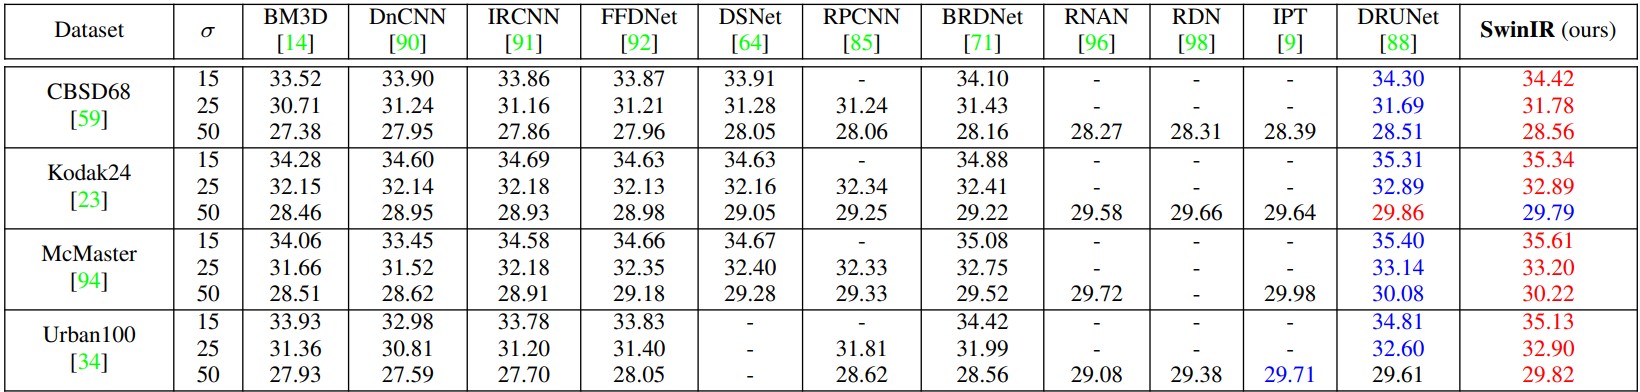 Dataset σ BM3D [14] DnCNN [90] IRCNN [91] FFDNet [92] DSNet [64] RPCNN [85] BRDNet [71] RNAN [96] RDN [98] IPT [9] DRUNet [88] SwinIR (ours)
CBSD68 [59]
15 33.52 33.90 33.86 33.87 33.91 - 34.10 - - - 34.30 34.42
25 30.71 31.24 31.16 31.21 31.28 31.24 31.43 - - - 31.69 31.78
50 27.38 27.95 27.86 27.96 28.05 28.06 28.16 28.27 28.31 28.39 28.51 28.56
Kodak24 [23]
15 34.28 34.60 34.69 34.63 34.63 - 34.88 - - - 35.31 35.34
25 32.15 32.14 32.18 32.13 32.16 32.34 32.41 - - - 32.89 32.89
50 28.46 28.95 28.93 28.98 29.05 29.25 29.22 29.58 29.66 29.64 29.86 29.79
McMaster [94]
15 34.06 33.45 34.58 34.66 34.67 - 35.08 - - - 35.40 35.61
25 31.66 31.52 32.18 32.35 32.40 32.33 32.75 - - - 33.14 33.20
50 28.51 28.62 28.91 29.18 29.28 29.33 29.52 29.72 - 29.98 30.08 30.22
Urban100 [34]
15 33.93 32.98 33.78 33.83 - - 34.42 - - - 34.81 35.13
25 31.36 30.81 31.20 31.40 - 31.81 31.99 - - - 32.60 32.90
50 27.93 27.59 27.70 28.05 - 28.62 28.56 29.08 29.38 29.71 29.61 29.82